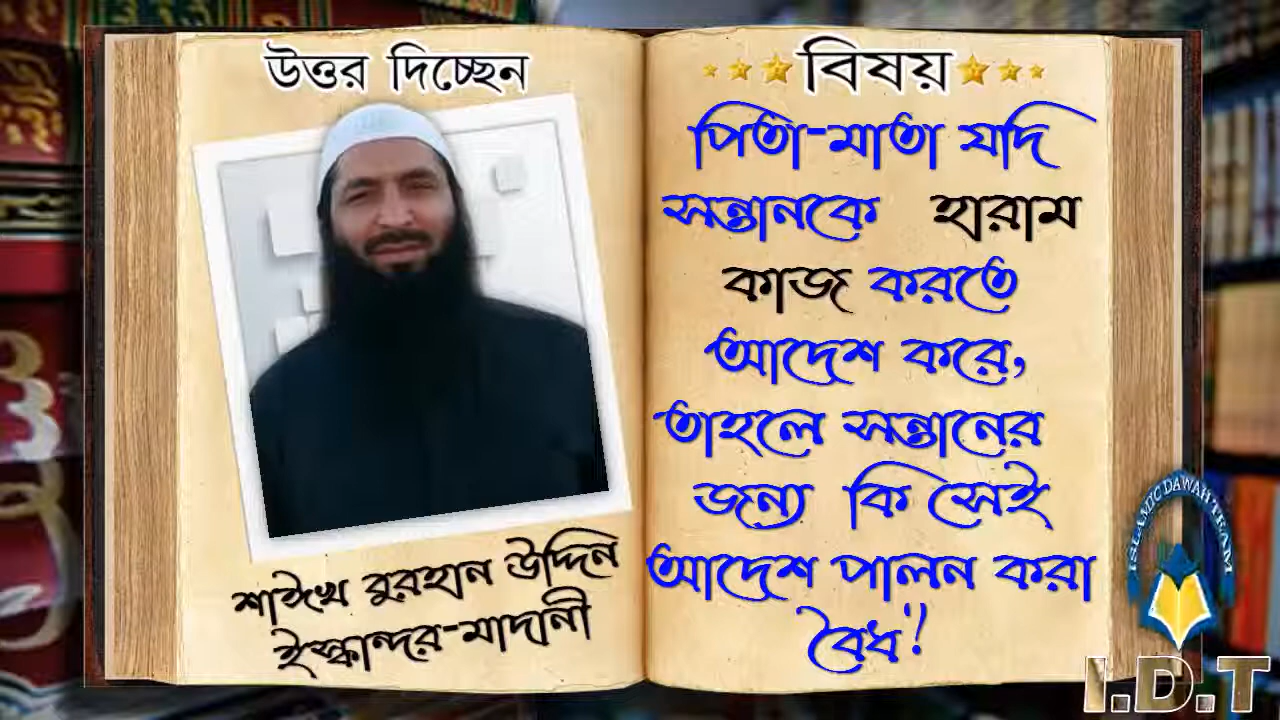 উত্তর দিচ্ছেন
শাঈখ বুরহান উদ্দিন
ইস্কান্দর-মাদানী
বিষয়
পিতা-মাতা যদি
সন্তানকে হারাম
কাজ করতে
আদেশ করে,
তাহলে সন্তানের
জন্য কি সেই
আদেশ পালন করা
বৈধ?
ISLAMIC DAWAH TEAM
I.D.T